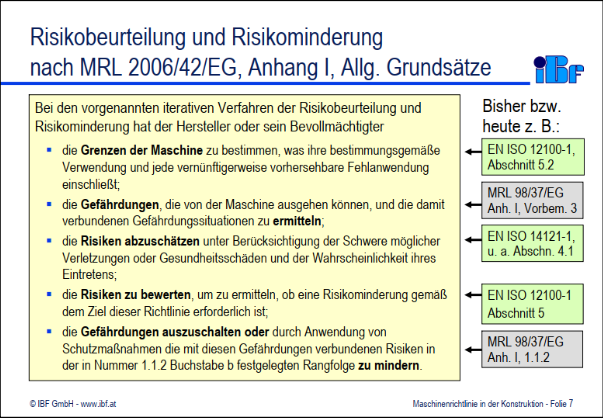 Risikobeurteilung und Risikominderung
nach MRL 2006/42/EG, Anhang I, Allg. Grundsätze
iBf
Bei den vorgenannten iterativen Verfahren der Risikobeurteilung und
Risikominderung hat der Hersteller oder sein Bevollmächtigter
▪ die Grenzen der Maschine zu bestimmen, was ihre bestimmungsgemäße
Verwendung und jede vernünftigerweise vorhersehbare Fehlanwendung
einschließt;
▪ die Gefährdungen, die von der Maschine ausgehen können, und die damit
verbundenen Gefährdungssituationen zu ermitteln;
▪ die Risiken abzuschätzen unter Berücksichtigung der Schwere möglicher
Verletzungen oder Gesundheitsschäden und der Wahrscheinlichkeit ihres
Eintretens;
▪ die Risiken zu bewerten, um zu ermitteln, ob eine Risikominderung gemäß
dem Ziel dieser Richtlinie erforderlich ist;
▪ die Gefährdungen auszuschalten oder durch Anwendung von
Schutzmaßnahmen die mit diesen Gefährdungen verbundenen Risiken in
der in Nummer 1.1.2 Buchstabe b festgelegten Rangfolge zu mindern.
Bisher bzw.
heute z. B.:
EN ISO 12100-1,
Abschnitt 5.2
MRL 98/37/EG
Anh. I, Vorbem. 3
EN ISO 14121-1,
u. a. Abschn. 4.1
EN ISO 12100-1
Abschnitt 5
MRL 98/37/EG
Anh. I, 1.1.2
© IBF GmbH - www.ibf.at
Maschinenrichtlinie in der Konstruktion - Folie 7